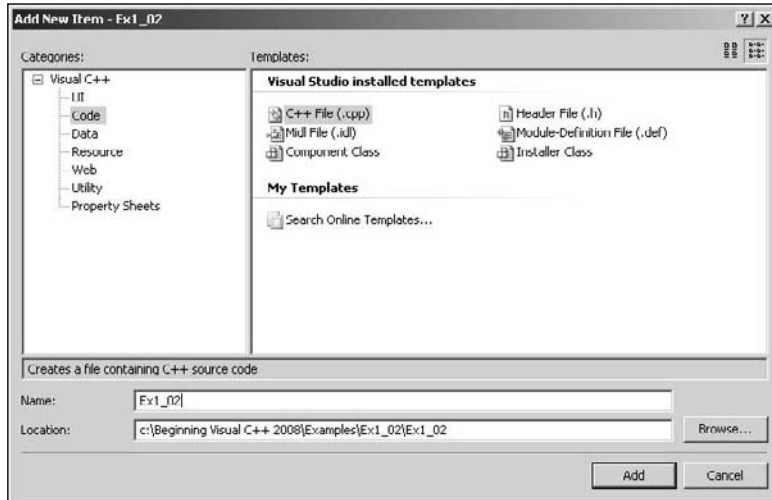 Add New Item - Ex1_02
Categories:
Templates:
Visual C++
UI
Code
Data
Resource
Web
Utility
Property Sheets
Visual Studio installed templates
C++ File (.cpp)
Header File (.h)
Midl File (.idl)
Module-Definition File (.def)
Component Class
Installer Class
My Templates
Search Online Templates...
Creates a file containing C++ source code
Name:
Ex1_02
Location:
c:\Beginning Visual C++ 2008\Examples\Ex1_02\Ex1_02
Browse...
Add
Cancel